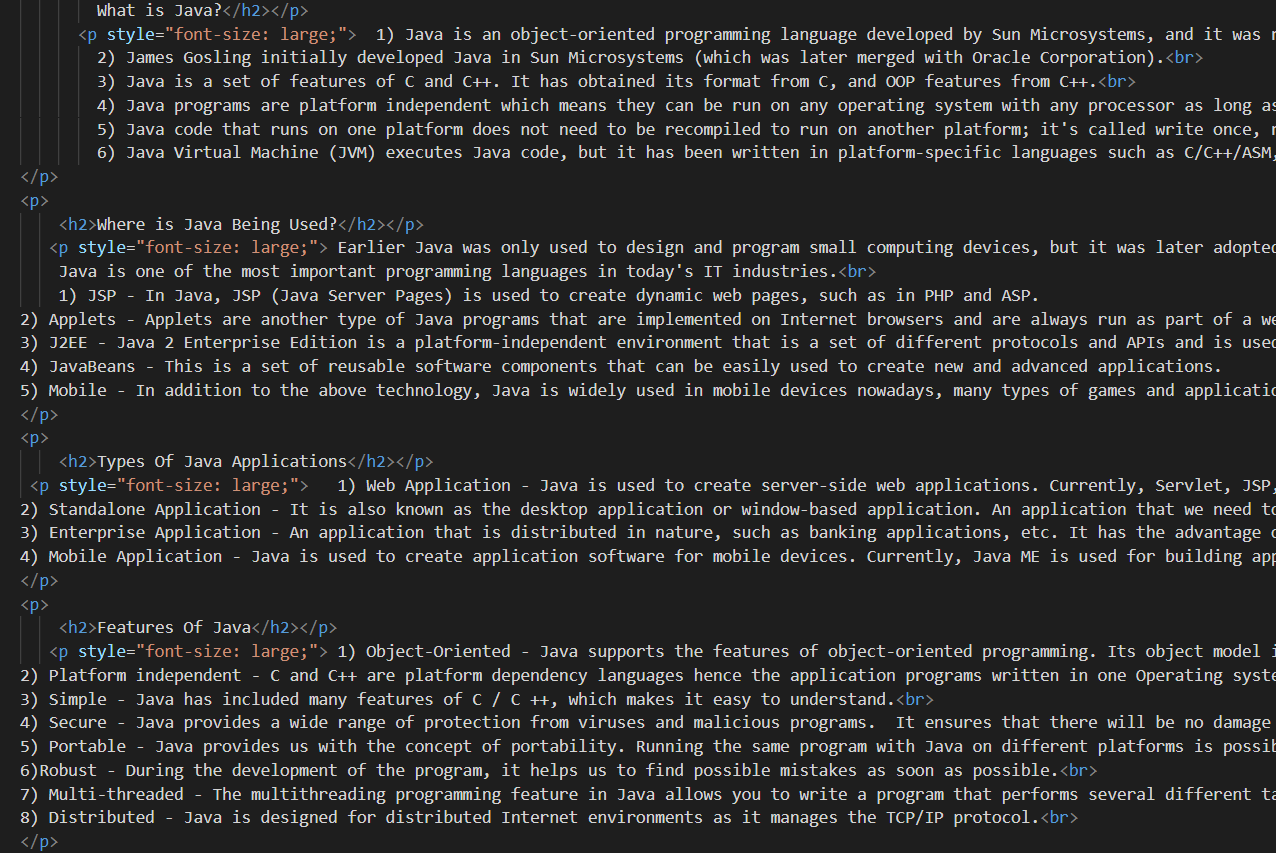 What is Java?</h2></p>
<p style="font-size: large;"> 1) Java is an object-oriented programming language developed by Sun Microsystems, and it was
2) James Gosling initially developed Java in Sun Microsystems (which was later merged with Oracle Corporation).<br>
3) Java is a set of features of C and C++. It has obtained its format from C, and OOP features from C++.<br>
4) Java programs are platform independent which means they can be run on any operating system with any processor as long as
5) Java code that runs on one platform does not need to be recompiled to run on another platform; it's called write once,
6) Java Virtual Machine (JVM) executes Java code, but it has been written in platform-specific languages such as C/C++/ASM,
</p>
<p>
<h2>Where is Java Being Used?</h2></p>
<p style="font-size: large;"> Earlier Java was only used to design and program small computing devices, but it was later adopted
Java is one of the most important programming languages in today's IT industries.<br>
1) JSP - In Java, JSP (Java Server Pages) is used to create dynamic web pages, such as in PHP and ASP.
2) Applets - Applets are another type of Java programs that are implemented on Internet browsers and are always run as part of a
3) J2EE - Java 2 Enterprise Edition is a platform-independent environment that is a set of different protocols and APIs and is used
4) JavaBeans - This is a set of reusable software components that can be easily used to create new and advanced applications.
5) Mobile - In addition to the above technology, Java is widely used in mobile devices nowadays, many types of games and
</p>
<p>
<h2>Types Of Java Applications</h2></p>
<p style="font-size: large;"> 1) Web Application - Java is used to create server-side web applications. Currently, Servlet, JSP,
2) Standalone Application - It is also known as the desktop application or window-based application. An application that we need to
3) Enterprise Application - An application that is distributed in nature, such as banking applications, etc. It has the advantage
4) Mobile Application - Java is used to create application software for mobile devices. Currently, Java ME is used for building
</p>
<p>
<h2>Features Of Java</h2></p>
<p style="font-size: large;"> 1) Object-Oriented - Java supports the features of object-oriented programming. Its object model
2) Platform independent - C and C++ are platform dependency languages hence the application programs written in one Operating
3) Simple - Java has included many features of C / C ++, which makes it easy to understand.<br>
4) Secure - Java provides a wide range of protection from viruses and malicious programs.  It ensures that there will be no damage
5) Portable - Java provides us with the concept of portability. Running the same program with Java on different platforms is
6)Robust - During the development of the program, it helps us to find possible mistakes as soon as possible.<br>
7) Multi-threaded - The multithreading programming feature in Java allows you to write a program that performs several different
8) Distributed - Java is designed for distributed Internet environments as it manages the TCP/IP protocol.<br>
</p>